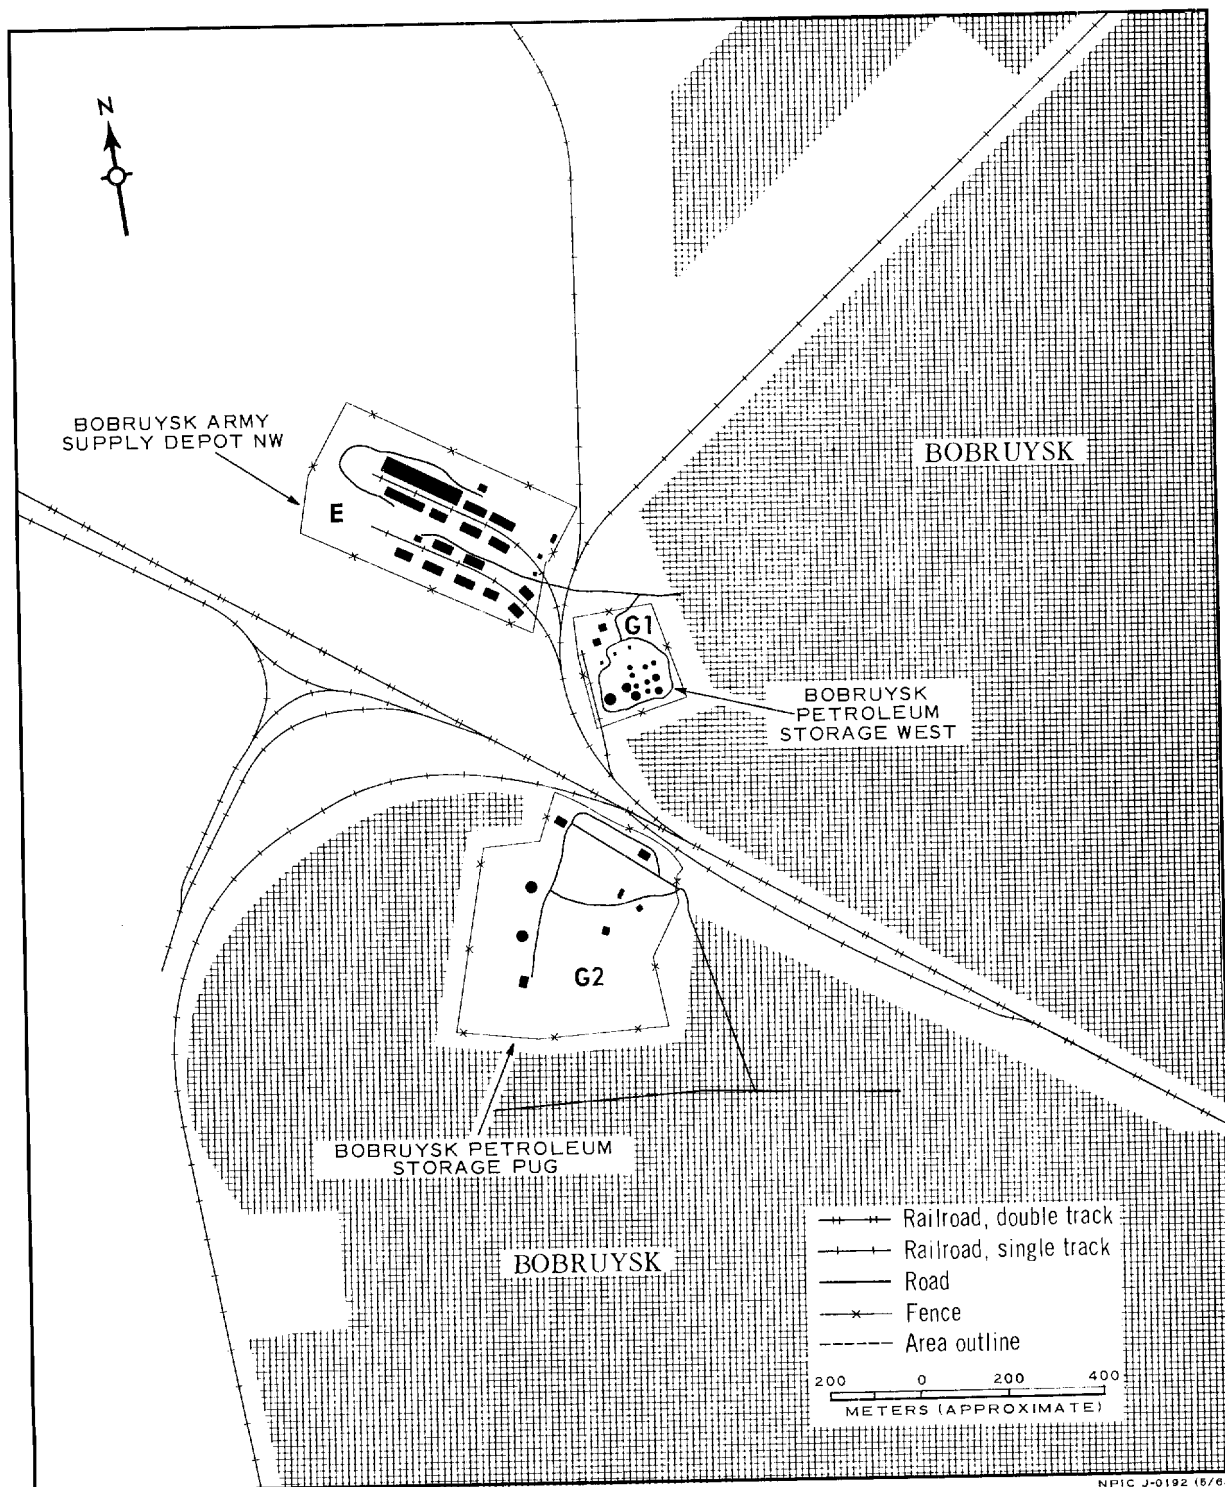 N
BOBRUYSK ARMY
SUPPLY DEPOT NW
BOBRUYSK
E
G1
BOBRUYSK
PETROLEUM
STORAGE WEST
G2
BOBRUYSK PETROLEUM
STORAGE PUG
BOBRUYSK
Railroad, double track
Railroad, single track
Road
Fence
Area outline
200 0 200 400
METERS (APPROXIMATE)
NPIC J-0192